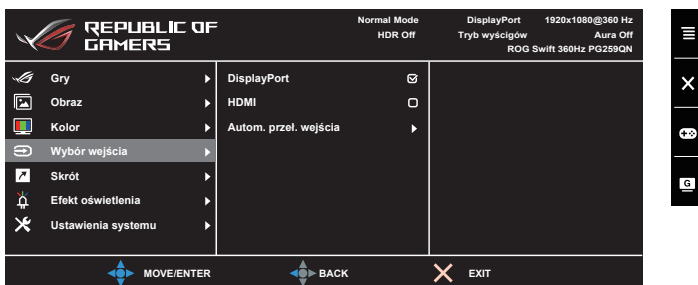 REPUBLIC OF
GAMERS
Normal Mode
HDR Off
DisplayPort 1920x1080@360 Hz
Tryb wyścigów Aura Off
ROG Swift 360Hz PG259QN
Gry
Obraz
Kolor
Wybór wejścia
Skrót
Efekt oświetlenia
Ustawienia systemu
DisplayPort
HDMI
Autom. przel. wejścia
MOVE/ENTER
BACK
EXIT
G